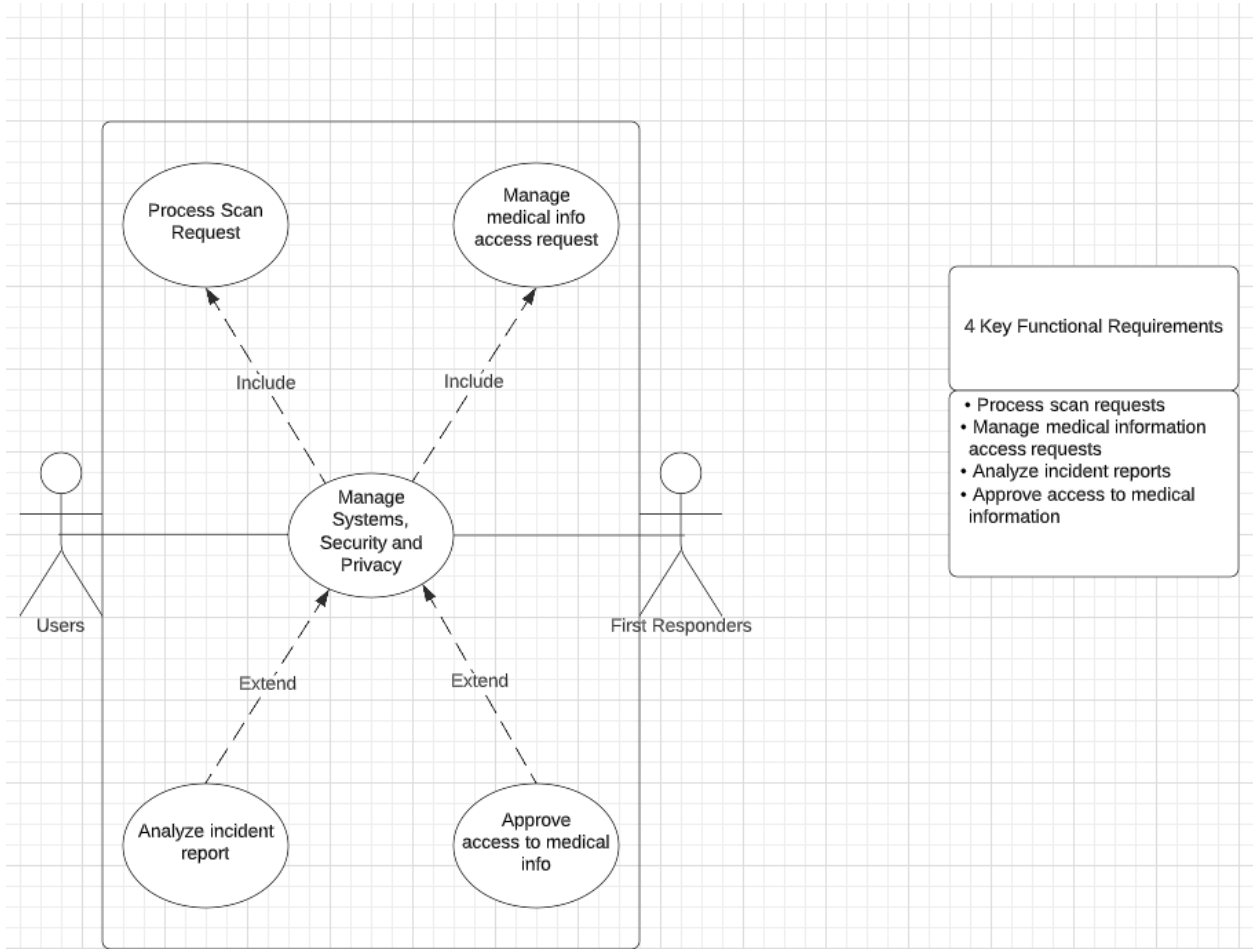 Process Scan
Request
Manage
medical info
access request
Include
Include
Manage
Systems,
Security and
Privacy
Users
First Responders
Extend
Extend
Analyze incident
report
Approve
access to medical
info
4 Key Functional Requirements
• Process scan requests
• Manage medical information
access requests
• Analyze incident reports
• Approve access to medical
information